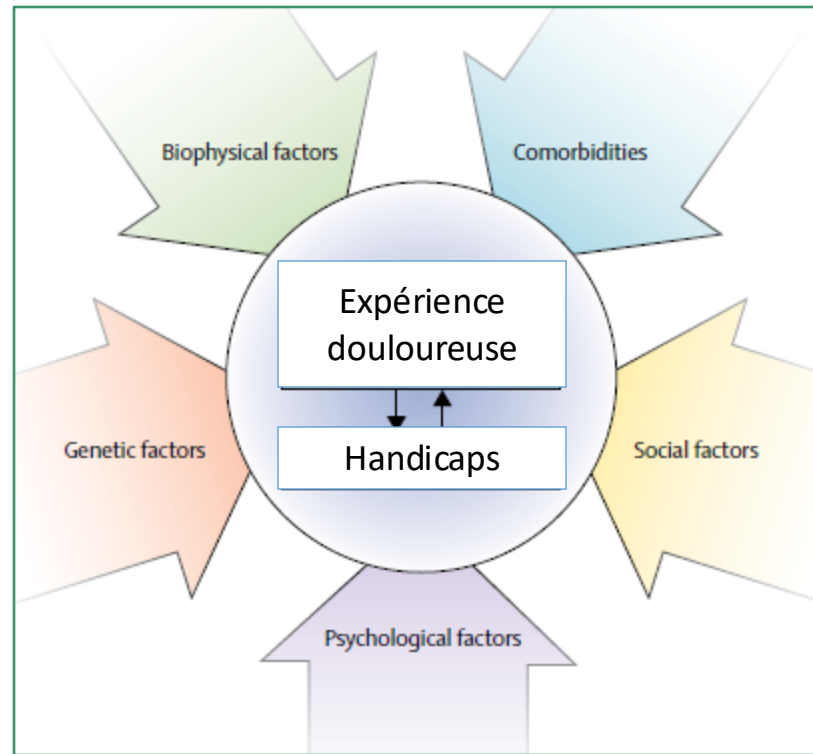 Biophysical factors
Comorbidities
Expérience
douloureuse
Genetic factors
Handicaps
Social factors
Psychological factors